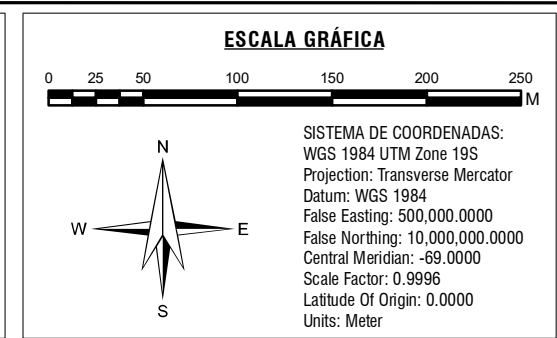 ESCALA GRÁFICA
0 25 50 100 150 200 250
M
N
W E
S
SISTEMA DE COORDENADAS:
WGS 1984 UTM Zone 19S
Projection: Transverse Mercator
Datum: WGS 1984
False Easting: 500,000.0000
False Northing: 10,000,000.0000
Central Meridian: -69.0000
Scale Factor: 0.9996
Latitude Of Origin: 0.0000
Units: Meter